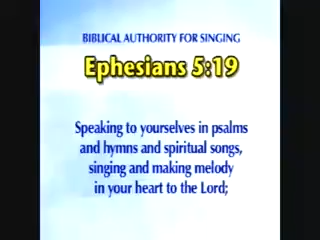 BIBLICAL AUTHORITY FOR SINGING
Ephesians 5:19
Speaking to yourselves in psalms
and hymns and spiritual songs,
singing and making melody
in your heart to the Lord;